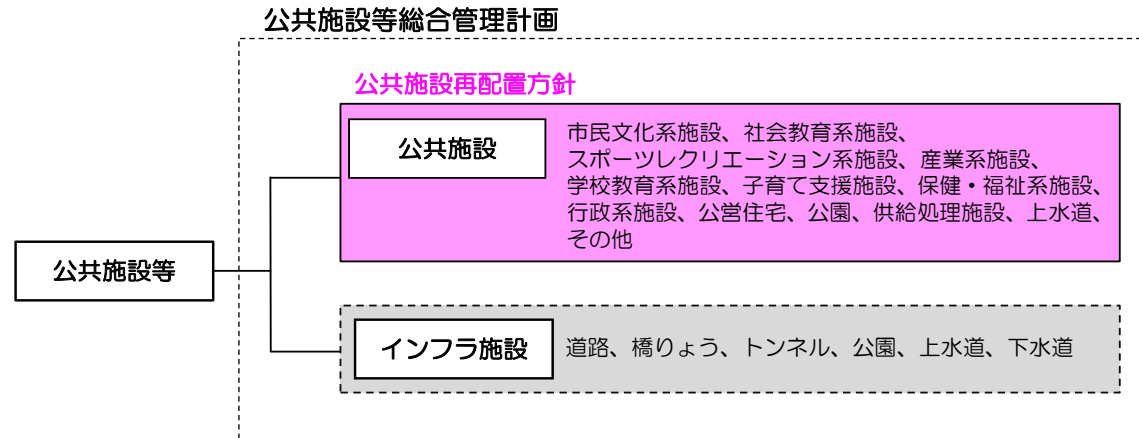 公共施設等総合管理計画
公共施設再配置方針
公共施設
市民文化系施設、社会教育系施設、
スポーツレクリエーション系施設、産業系施設、
学校教育系施設、子育て支援施設、保健・福祉系施設、
行政系施設、公営住宅、公園、供給処理施設、上水道、
その他
公共施設等
インフラ施設
道路、橋りょう、トンネル、公園、上水道、下水道